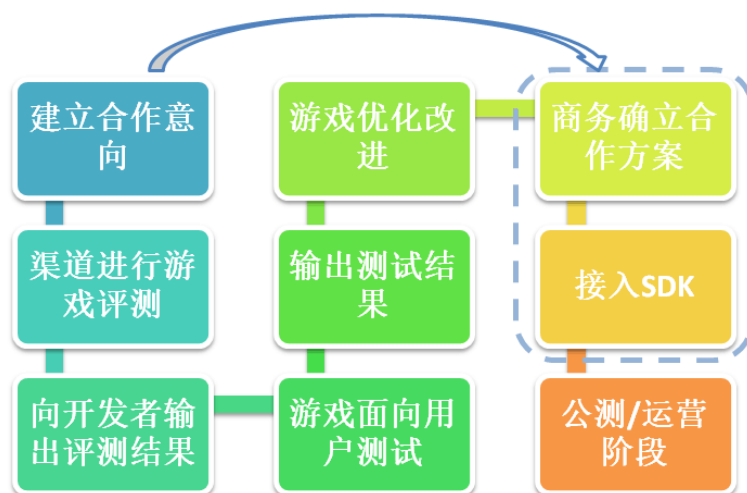 建立合作意
向
渠道进行游
戏评测
向开发者输
出评测结果
游戏面向用
户测试
输出测试结
果
游戏优化改
进
商务确立合
作方案
接入SDK
公测/运营
阶段